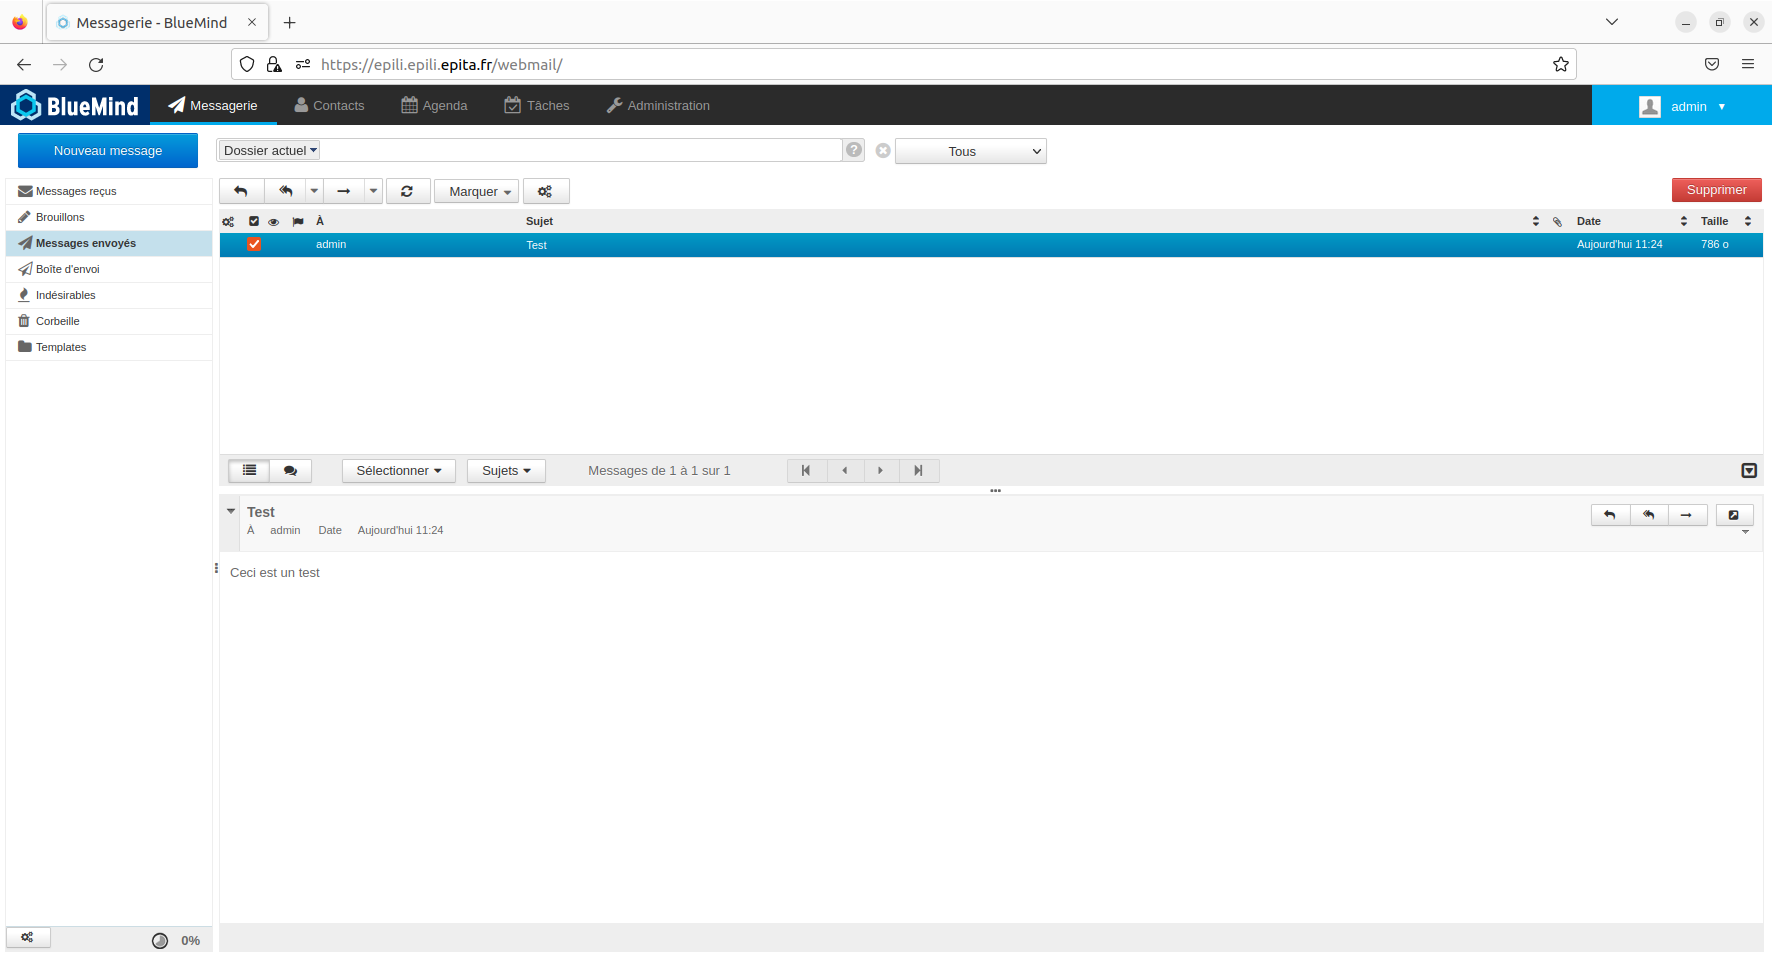 Messagerie - BlueMind
https://epili.epili.epita.fr/webmail/
BlueMind Messagerie Contacts Agenda Tâches Administration admin
Nouveau message Dossier actuel ? Tous
Messages reçus
Brouillons
Messages envoyés
Boîte d'envoi
Indésirables
Corbeille
Templates
Marquer Supprimer
À Sujet Date Taille
admin Test Aujourd'hui 11:24 786 o
Sélectionner Sujets Messages de 1 à 1 sur 1
Test
À admin Date Aujourd'hui 11:24
Ceci est un test
0%